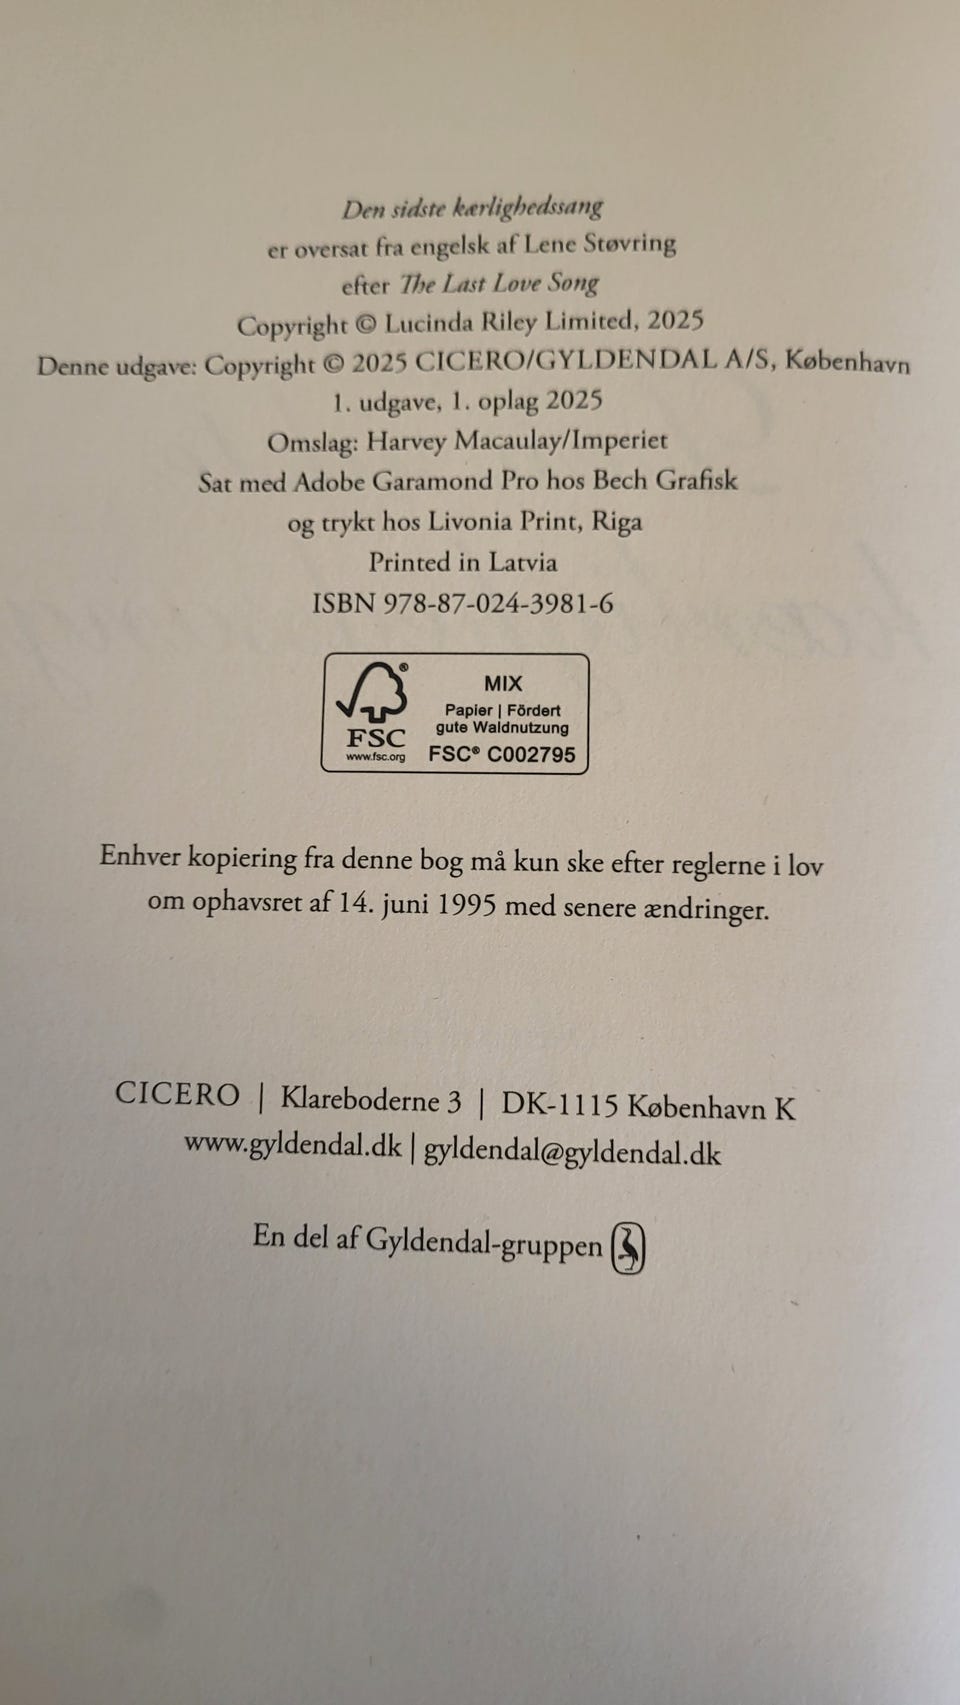 Den sidste kærlighedssang
er oversat fra engelsk af Lene Støvring
efter The Last Love Song
Copyright © Lucinda Riley Limited, 2025
Denne udgave: Copyright © 2025 CICERO/GYLDENDAL A/S, København
1. udgave, 1. oplag 2025
Omslag: Harvey Macaulay/Imperiet
Sat med Adobe Garamond Pro hos Bech Grafisk
og trykt hos Livonia Print, Riga
Printed in Latvia
ISBN 978-87-024-3981-6
FSC®
www.fsc.org
MIX
Papier | Fördert
gute Waldnutzung
FSC® C002795
Enhver kopiering fra denne bog må kun ske efter reglerne i lov
om ophavsret af 14. juni 1995 med senere ændringer.
CICERO | Klareboderne 3 | DK-1115 København K
www.gyldendal.dk | gyldendal@gyldendal.dk
En del af Gyldendal-gruppen